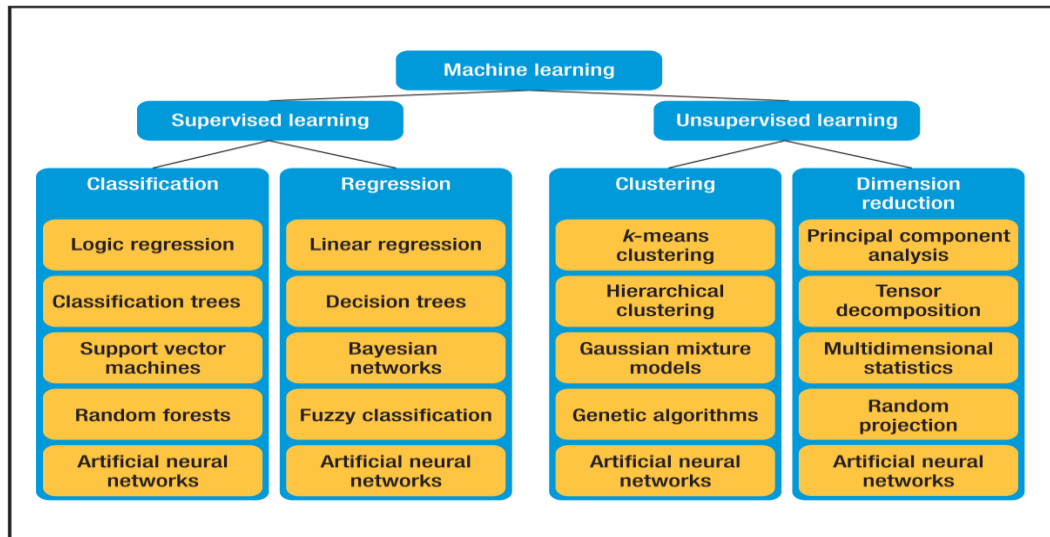 Machine learning
Supervised learning
Unsupervised learning
Classification
Logic regression
Classification trees
Support vector
machines
Random forests
Artificial neural
networks
Regression
Linear regression
Decision trees
Bayesian
networks
Fuzzy classification
Artificial neural
networks
Clustering
k-means
clustering
Hierarchical
clustering
Gaussian mixture
models
Genetic algorithms
Artificial neural
networks
Dimension
reduction
Principal component
analysis
Tensor
decomposition
Multidimensional
statistics
Random
projection
Artificial neural
networks